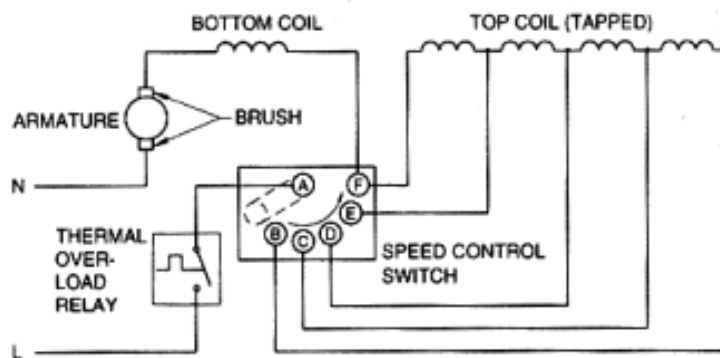 BOTTOM COIL
TOP COIL (TAPPED)
ARMATURE
BRUSH
N
A
F
E
B
C
D
THERMAL
OVER-
LOAD
RELAY
SPEED CONTROL
SWITCH
L